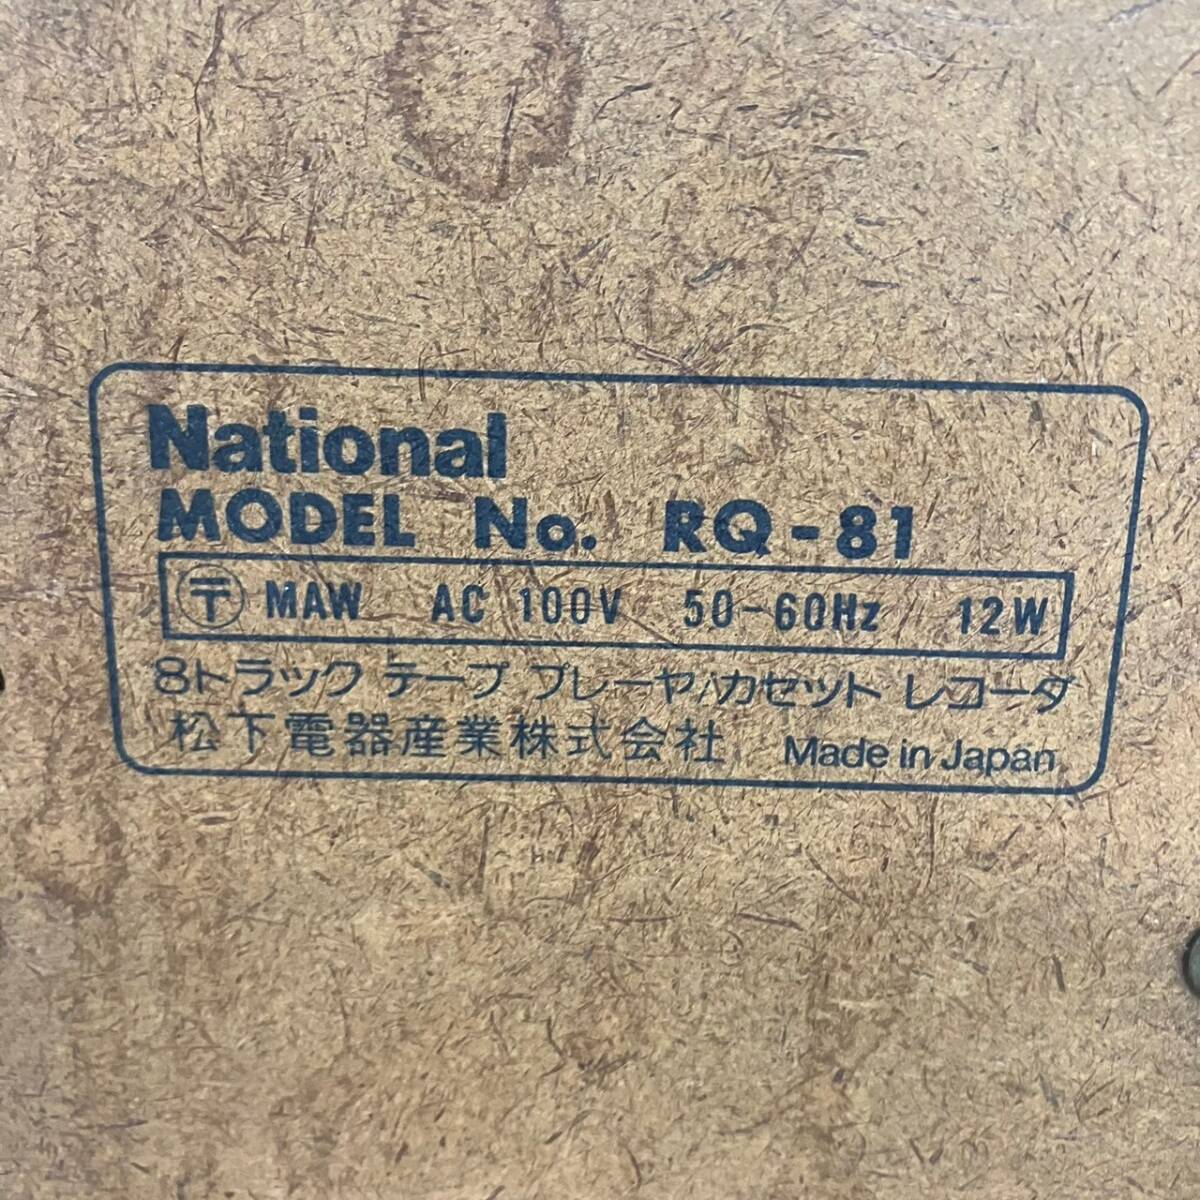 National
MODEL No. RQ-81
〒 MAW AC 100V 50-60Hz 12W
8トラック テープ プレーヤ/カセット レコーダ
松下電器産業株式会社 Made in Japan